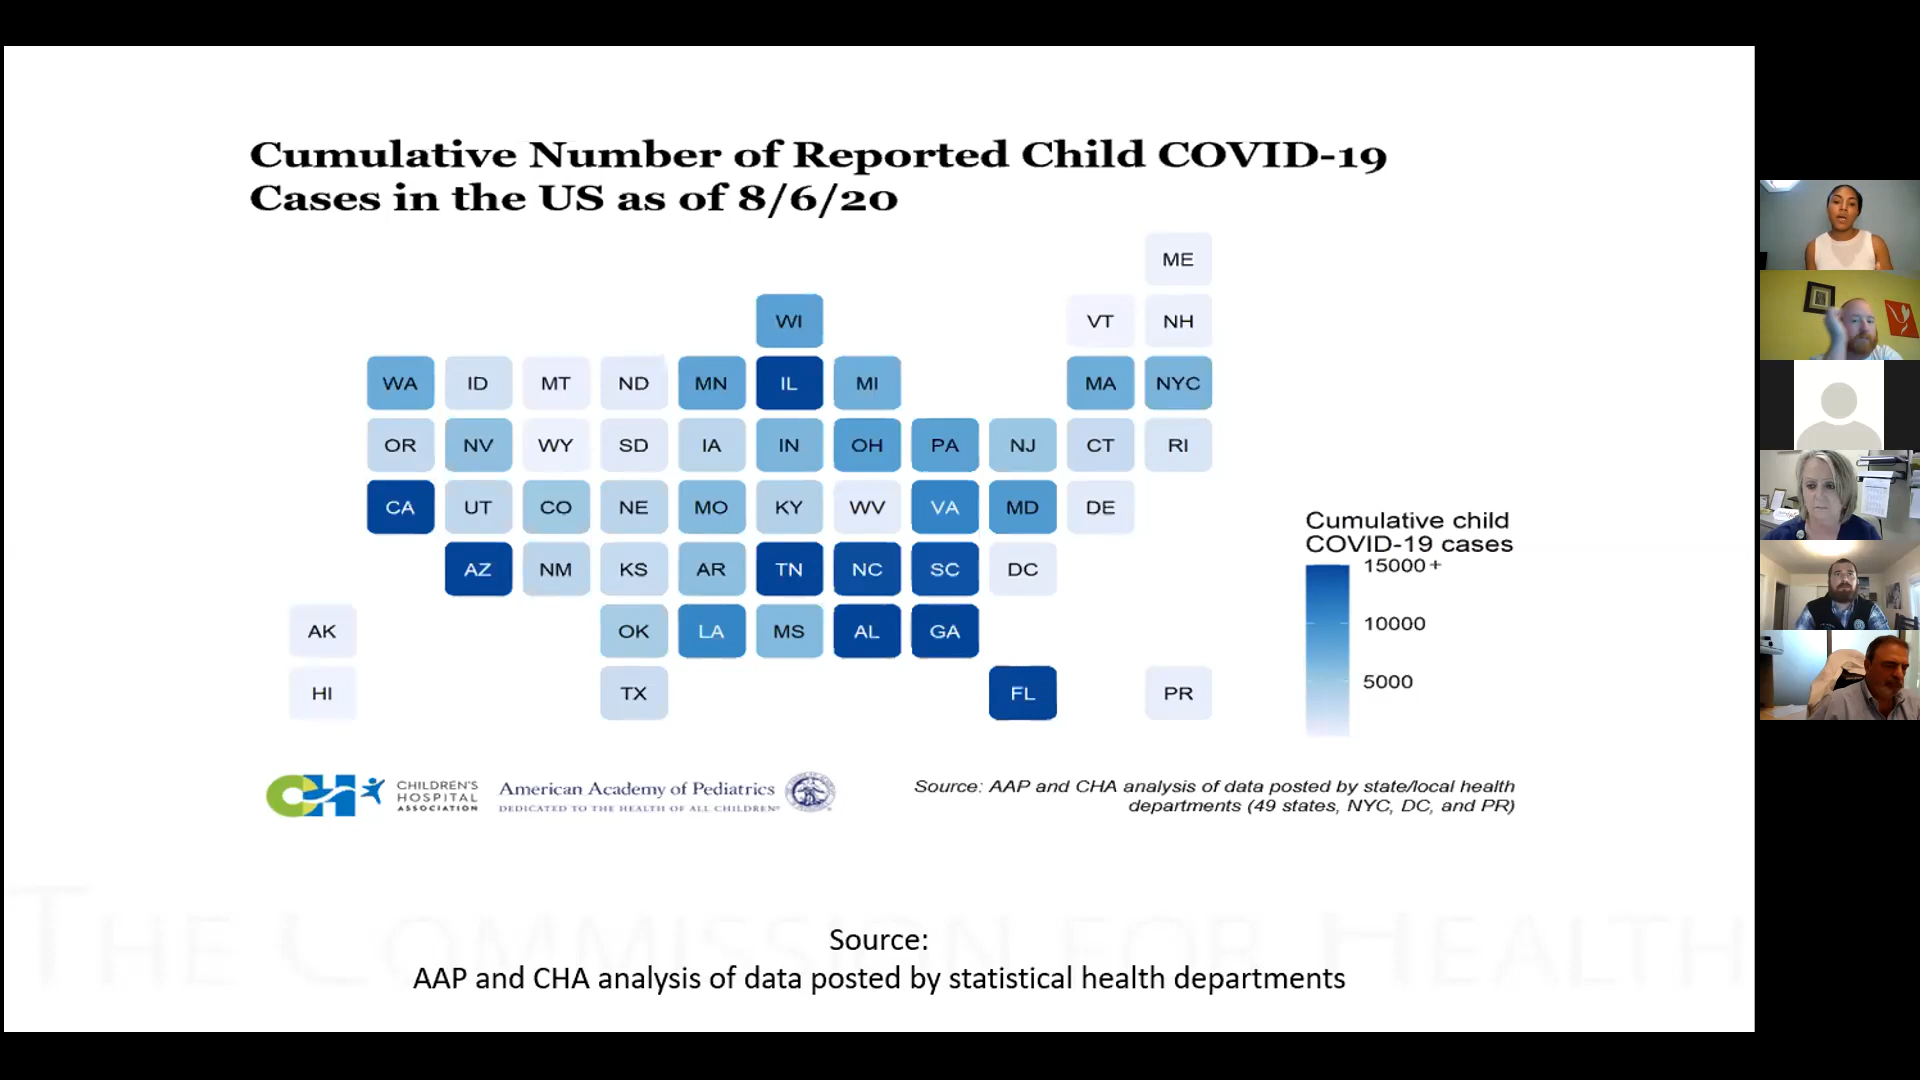 Cumulative Number of Reported Child COVID-19
Cases in the US as of 8/6/20
ME
WI
VT
NH
WA
ID
MT
ND
MN
IL
MI
MA
NYC
OR
NV
WY
SD
IA
IN
OH
PA
NJ
CT
RI
CA
UT
CO
NE
MO
KY
WV
VA
MD
DE
AZ
NM
KS
AR
TN
NC
SC
DC
AK
OK
LA
MS
AL
GA
HI
TX
FL
PR
Cumulative child
COVID-19 cases
15000+
10000
5000
CHILDREN'S
HOSPITAL
ASSOCIATION
American Academy of Pediatrics
DEDICATED TO THE HEALTH OF ALL CHILDREN®
Source: AAP and CHA analysis of data posted by state/local health
departments (49 states, NYC, DC, and PR)
THE COMMISSION FOR HEALTH
Source:
AAP and CHA analysis of data posted by statistical health departments